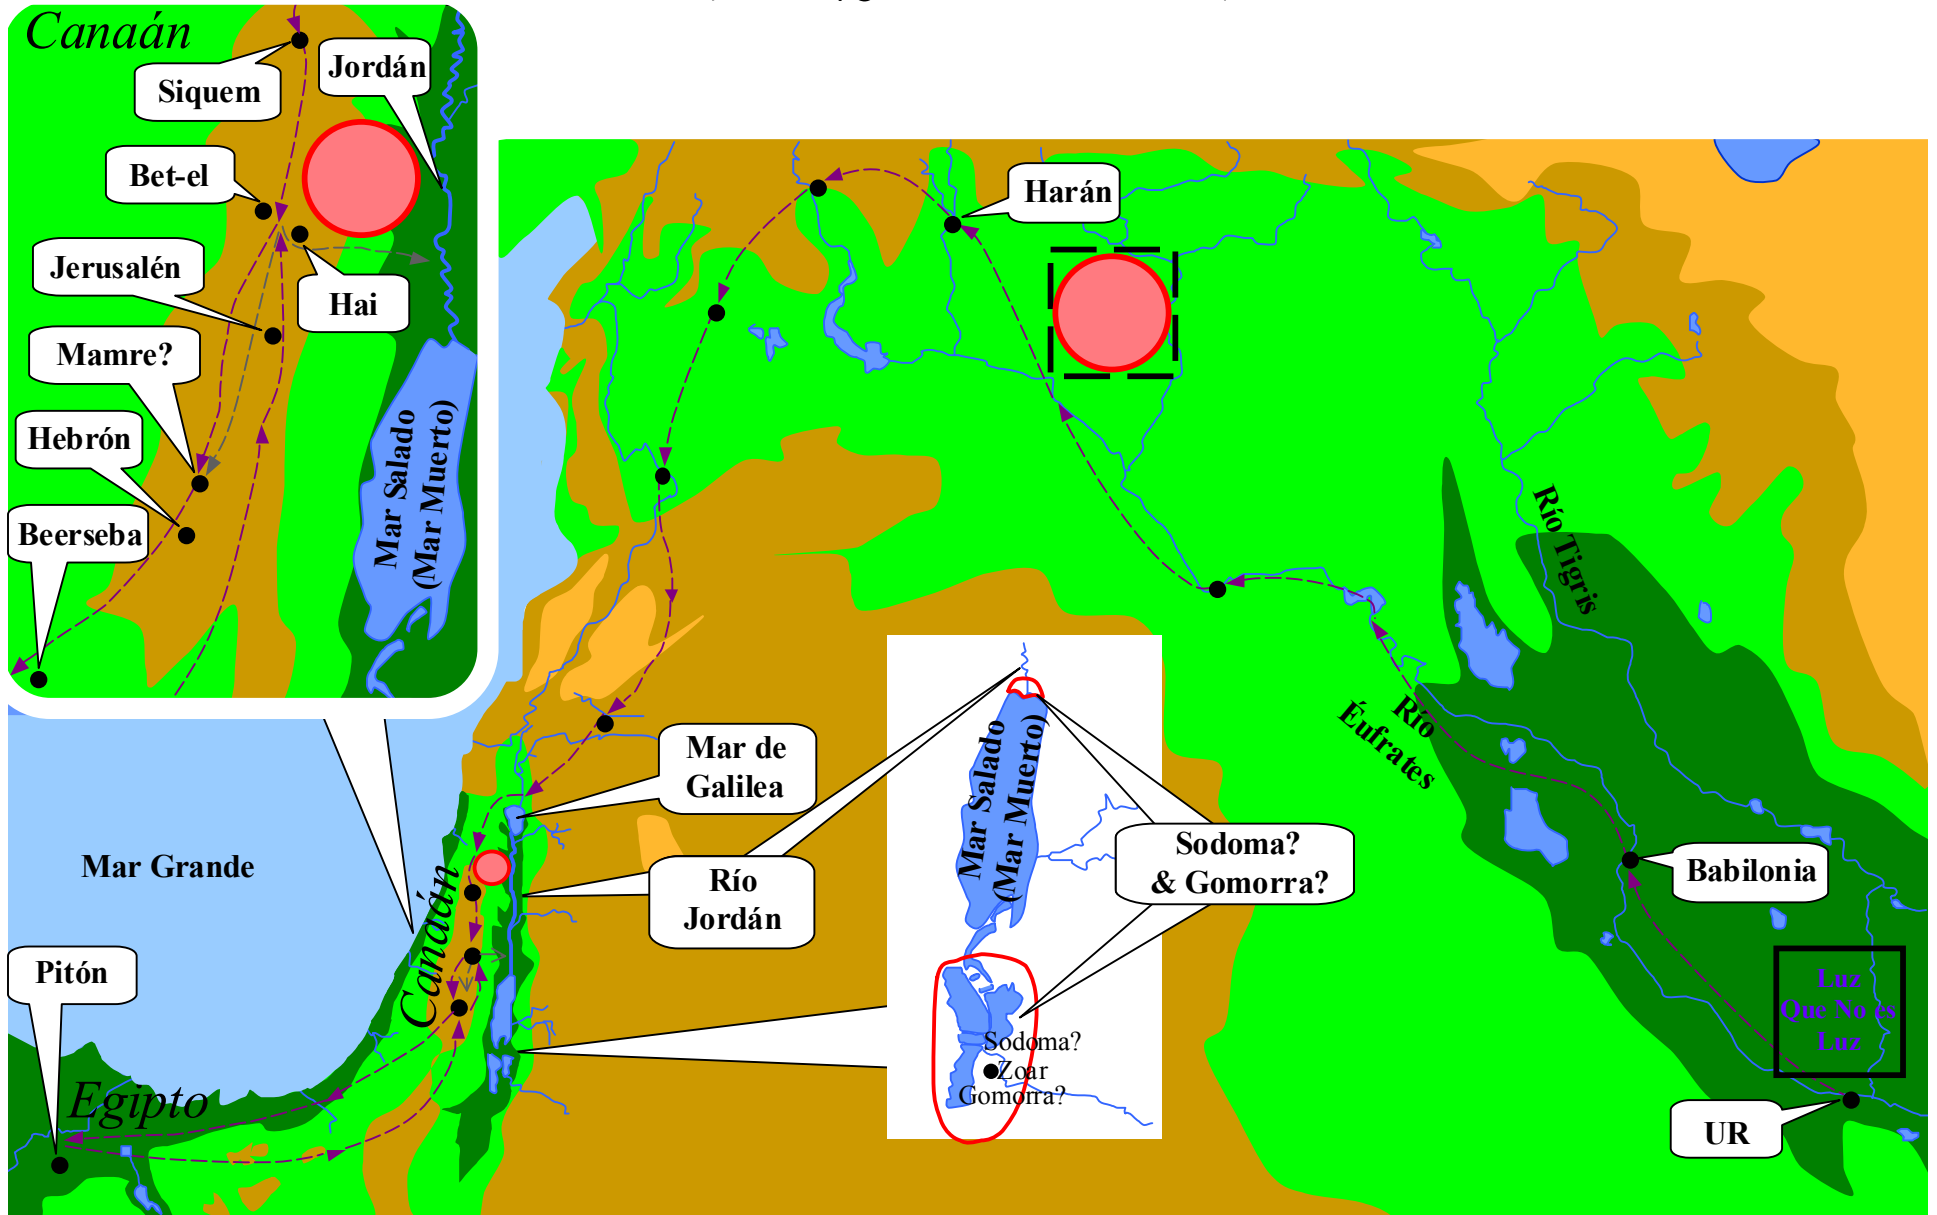 Canaán
Jordán
Siquem
Bet-el
Jerusalén
Hai
Mamre?
Hebrón
Beerseba
Mar Salado
(Mar Muerto)
Harán
Río Tigris
Río
Éufrates
Mar de
Galilea
Mar Grande
Río
Jordán
Canaán
Mar Salado
(Mar Muerto)
Sodoma?
& Gomorra?
Babilonia
Pitón
Luz
Que No es
Luz
Sodoma?
Zoar
Gomorra?
Egipto
UR